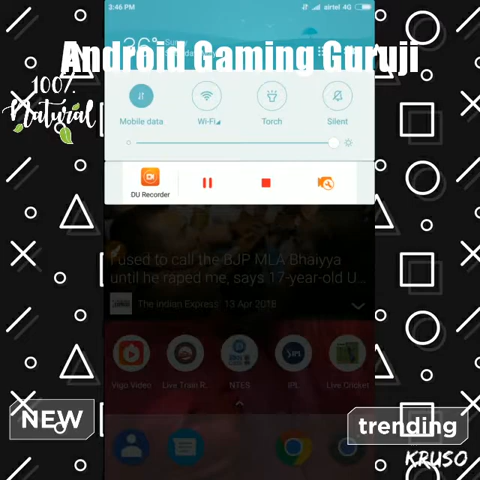 3:46 PM
airtel 4G
26°
Android Gaming Guruji
100%
Natural
Mobile data
Wi-Fi
Torch
Silent
DU Recorder
I used to call the BJP MLA Bhaiyya
until he raped me, says 17-year-old U...
The Indian Express 13 Apr 2018
Vigo Video
Live Train R..
NTES
IPL
Live Cricket
NEW
trending
KRUSO